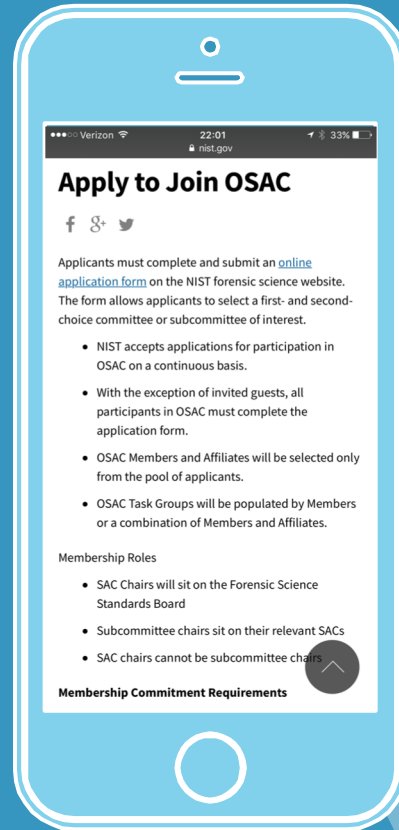 Verizon 22:01 33%
nist.gov
Apply to Join OSAC
f g+
Applicants must complete and submit an online
application form on the NIST forensic science website.
The form allows applicants to select a first- and second-
choice committee or subcommittee of interest.
• NIST accepts applications for participation in
OSAC on a continuous basis.
• With the exception of invited guests, all
participants in OSAC must complete the
application form.
• OSAC Members and Affiliates will be selected only
from the pool of applicants.
• OSAC Task Groups will be populated by Members
or a combination of Members and Affiliates.
Membership Roles
• SAC Chairs will sit on the Forensic Science
Standards Board
• Subcommittee chairs sit on their relevant SACs
• SAC chairs cannot be subcommittee chairs
Membership Commitment Requirements